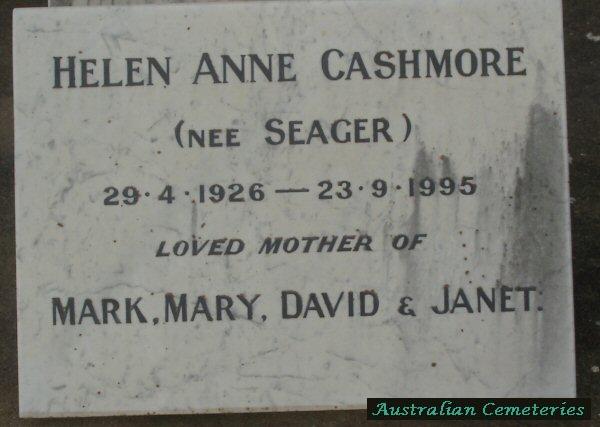 HELEN ANNE CASHMORE
(NEE SEAGER)
29·4·1926 — 23·9·1995
LOVED MOTHER OF
MARK, MARY, DAVID & JANET.
Australian Cemeteries